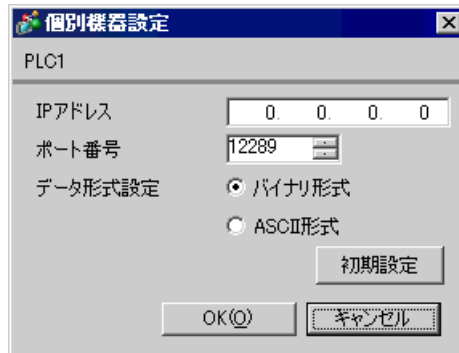 個別機器設定
PLC1
IPアドレス 0. 0. 0. 0
ポート番号 12289
データ形式設定 バイナリ形式
ASCII形式
初期設定
OK(O) キャンセル